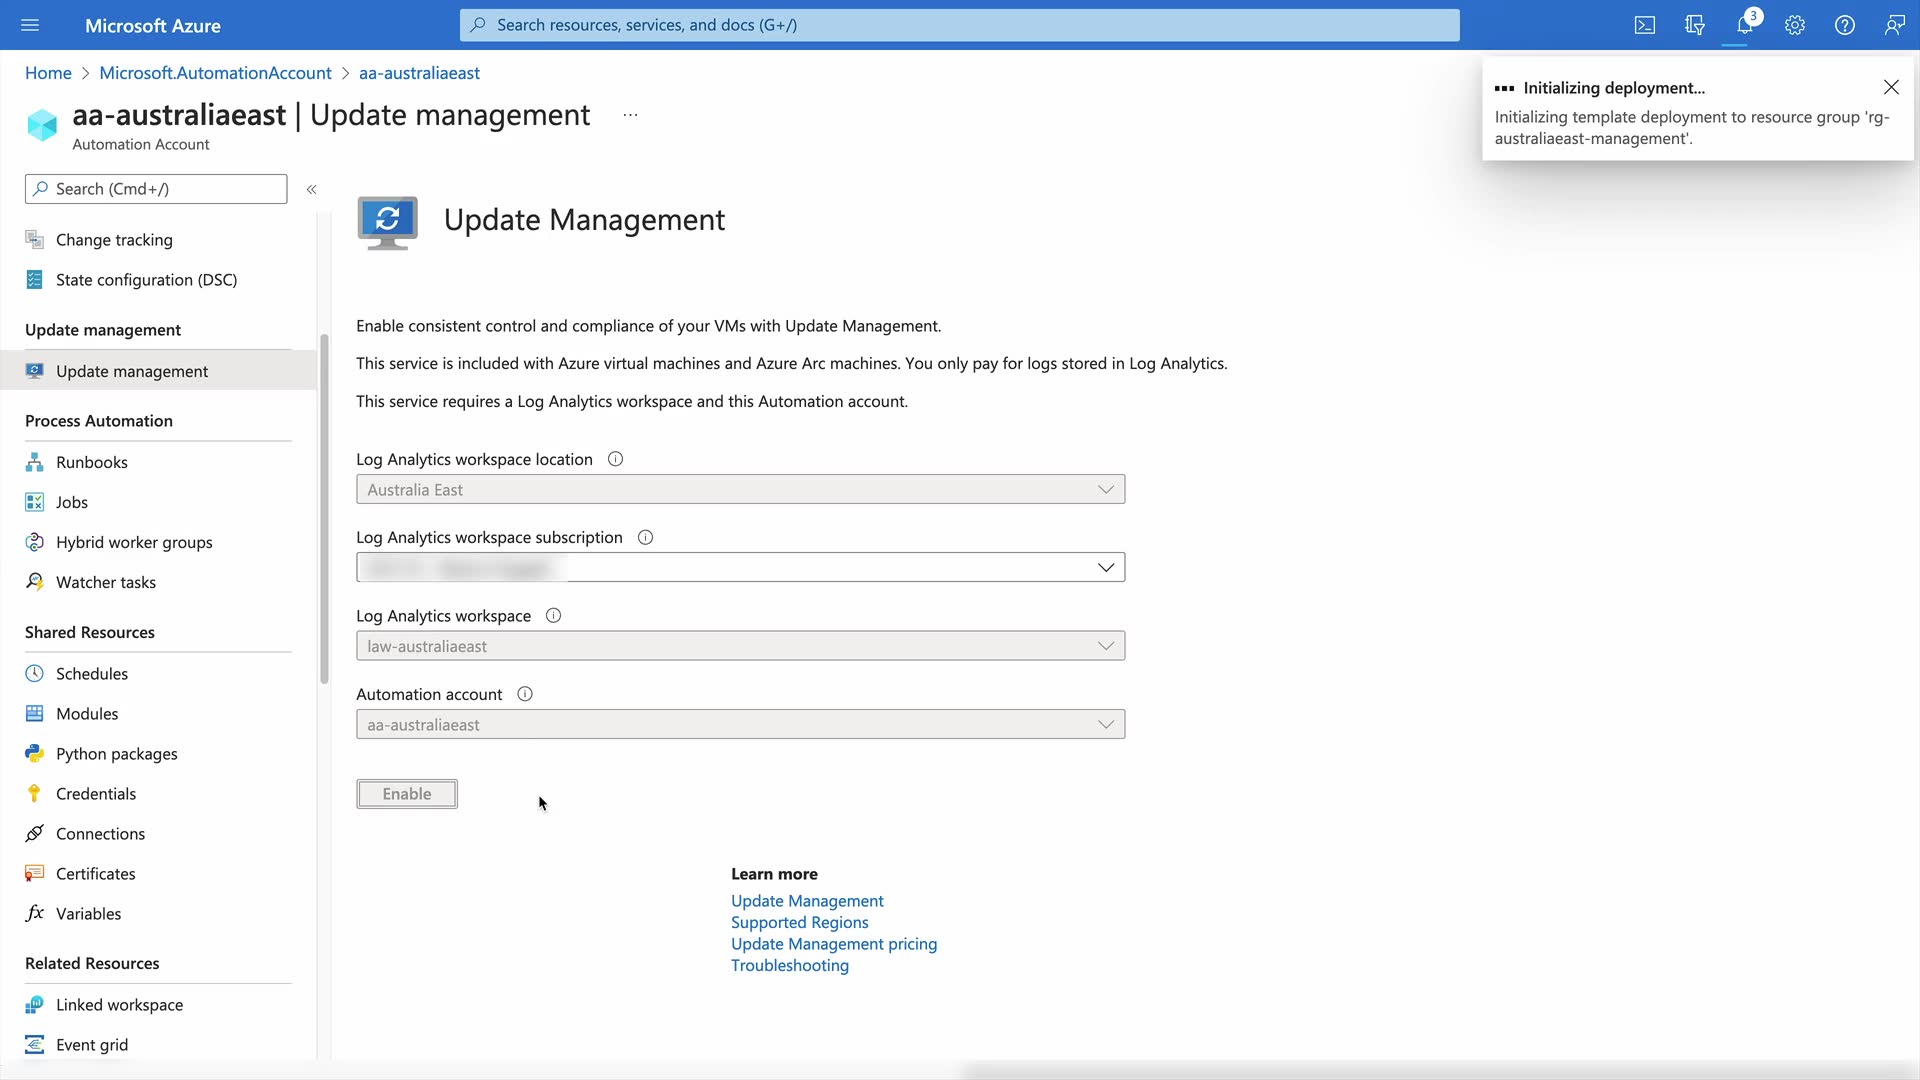 Microsoft Azure
Search resources, services, and docs (G+/)
3
Home > Microsoft.AutomationAccount > aa-australiaeast
aa-australiaeast | Update management ...
Automation Account
Initializing deployment...
Initializing template deployment to resource group 'rg-
australiaeast-management'.
Search (Cmd+/)
«
Change tracking
State configuration (DSC)
Update management
Update management
Process Automation
Runbooks
Jobs
Hybrid worker groups
Watcher tasks
Shared Resources
Schedules
Modules
Python packages
Credentials
Connections
Certificates
Variables
Related Resources
Linked workspace
Event grid
Update Management
Enable consistent control and compliance of your VMs with Update Management.
This service is included with Azure virtual machines and Azure Arc machines. You only pay for logs stored in Log Analytics.
This service requires a Log Analytics workspace and this Automation account.
Log Analytics workspace location
Australia East
Log Analytics workspace subscription
Log Analytics workspace
law-australiaeast
Automation account
aa-australiaeast
Enable
Learn more
Update Management
Supported Regions
Update Management pricing
Troubleshooting